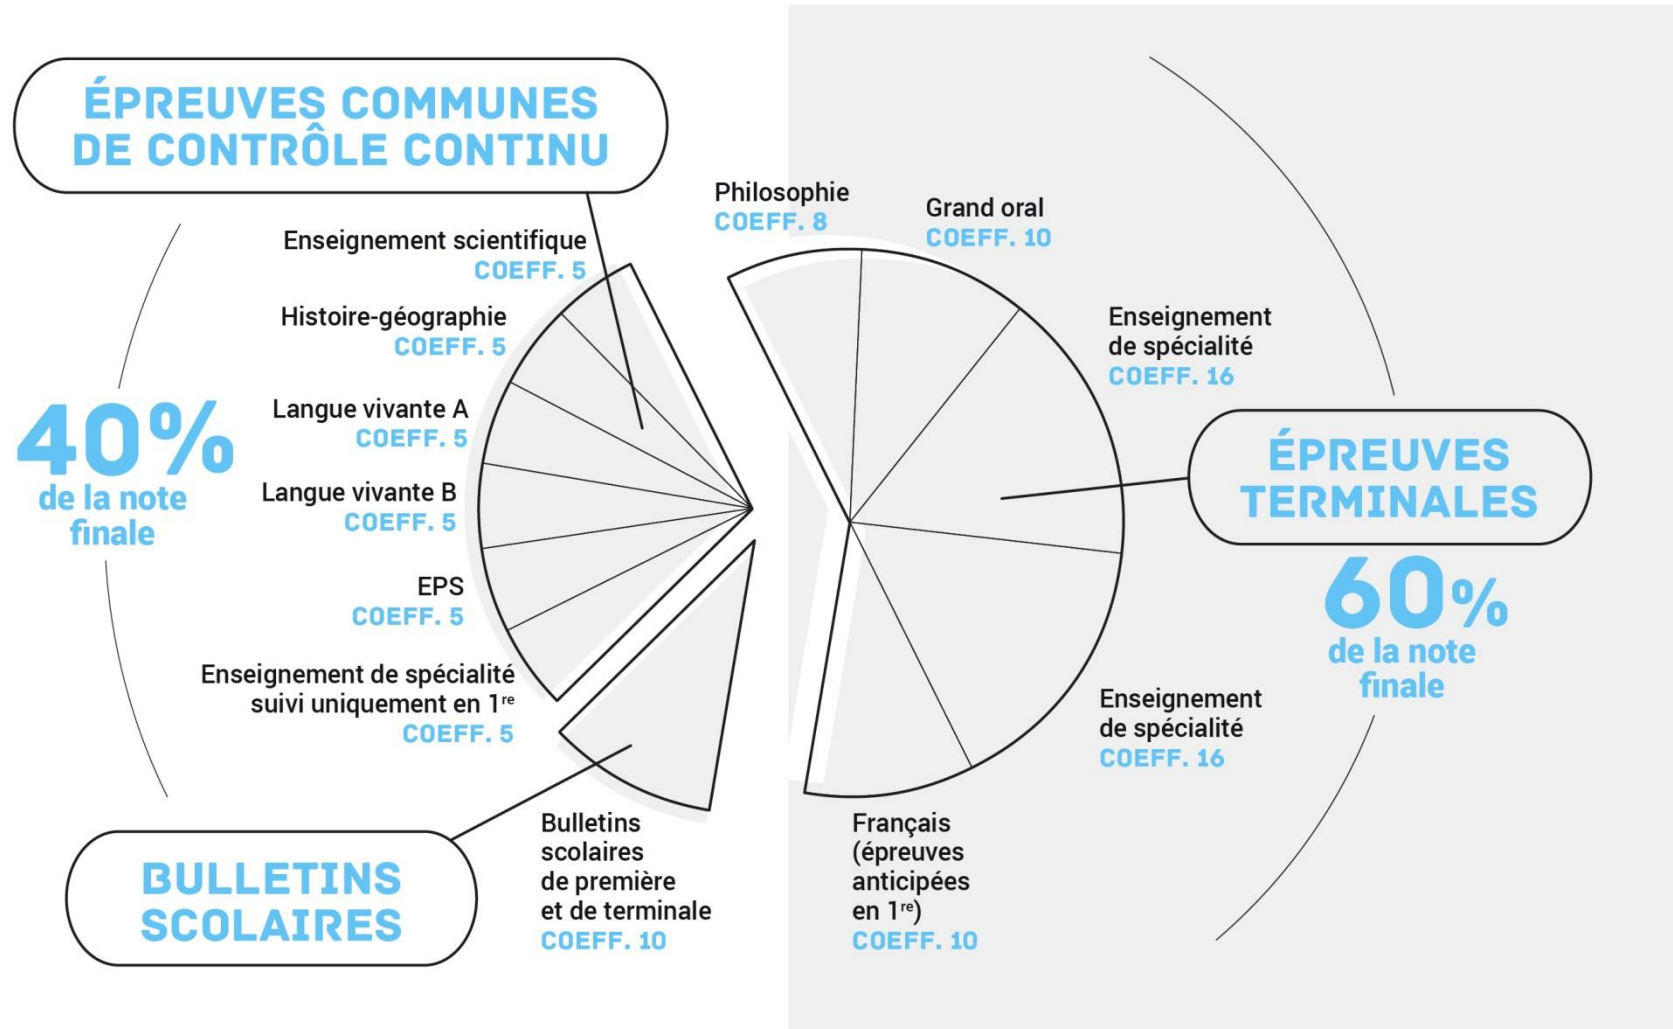 ÉPREUVES COMMUNES
DE CONTRÔLE CONTINU
Enseignement scientifique
COEFF. 5
Histoire-géographie
COEFF. 5
Langue vivante A
COEFF. 5
Langue vivante B
COEFF. 5
EPS
COEFF. 5
Enseignement de spécialité
suivi uniquement en 1re
COEFF. 5
40%
de la note
finale
BULLETINS
SCOLAIRES
Bulletins
scolaires
de première
et de terminale
COEFF. 10
Philosophie
COEFF. 8
Grand oral
COEFF. 10
Enseignement
de spécialité
COEFF. 16
ÉPREUVES
TERMINALES
60%
de la note
finale
Enseignement
de spécialité
COEFF. 16
Français
(épreuves
anticipées
en 1re)
COEFF. 10